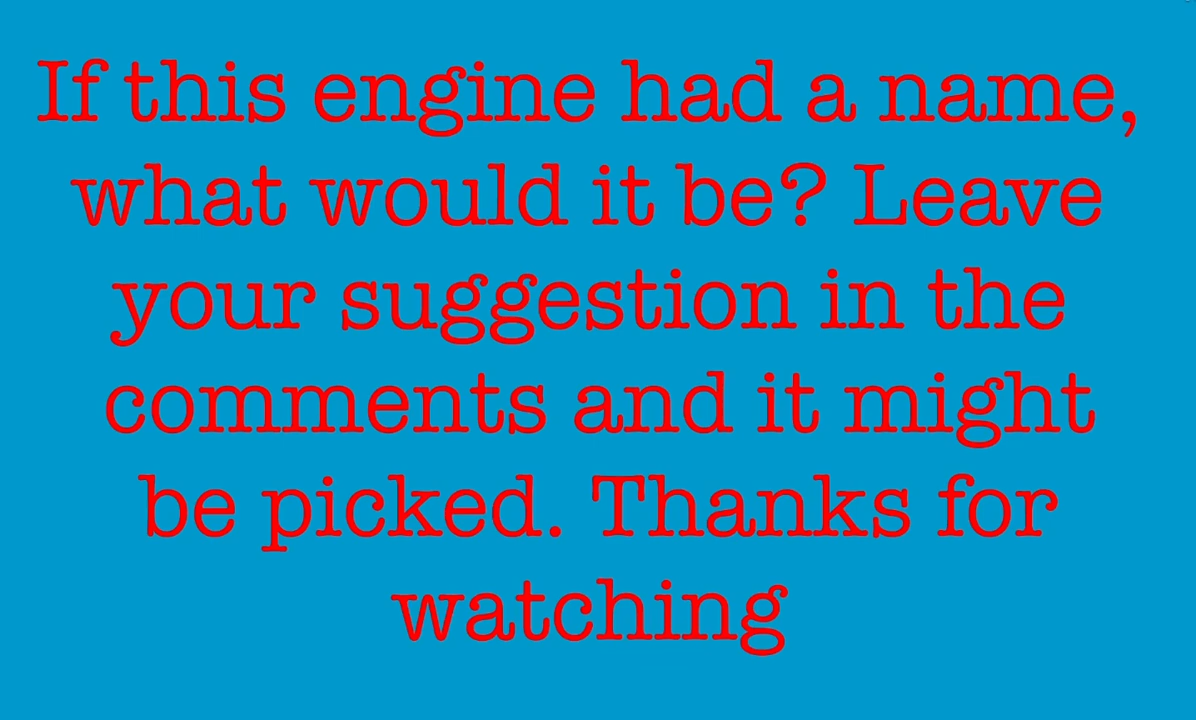 If this engine had a name,
what would it be? Leave
your suggestion in the
comments and it might
be picked. Thanks for
watching